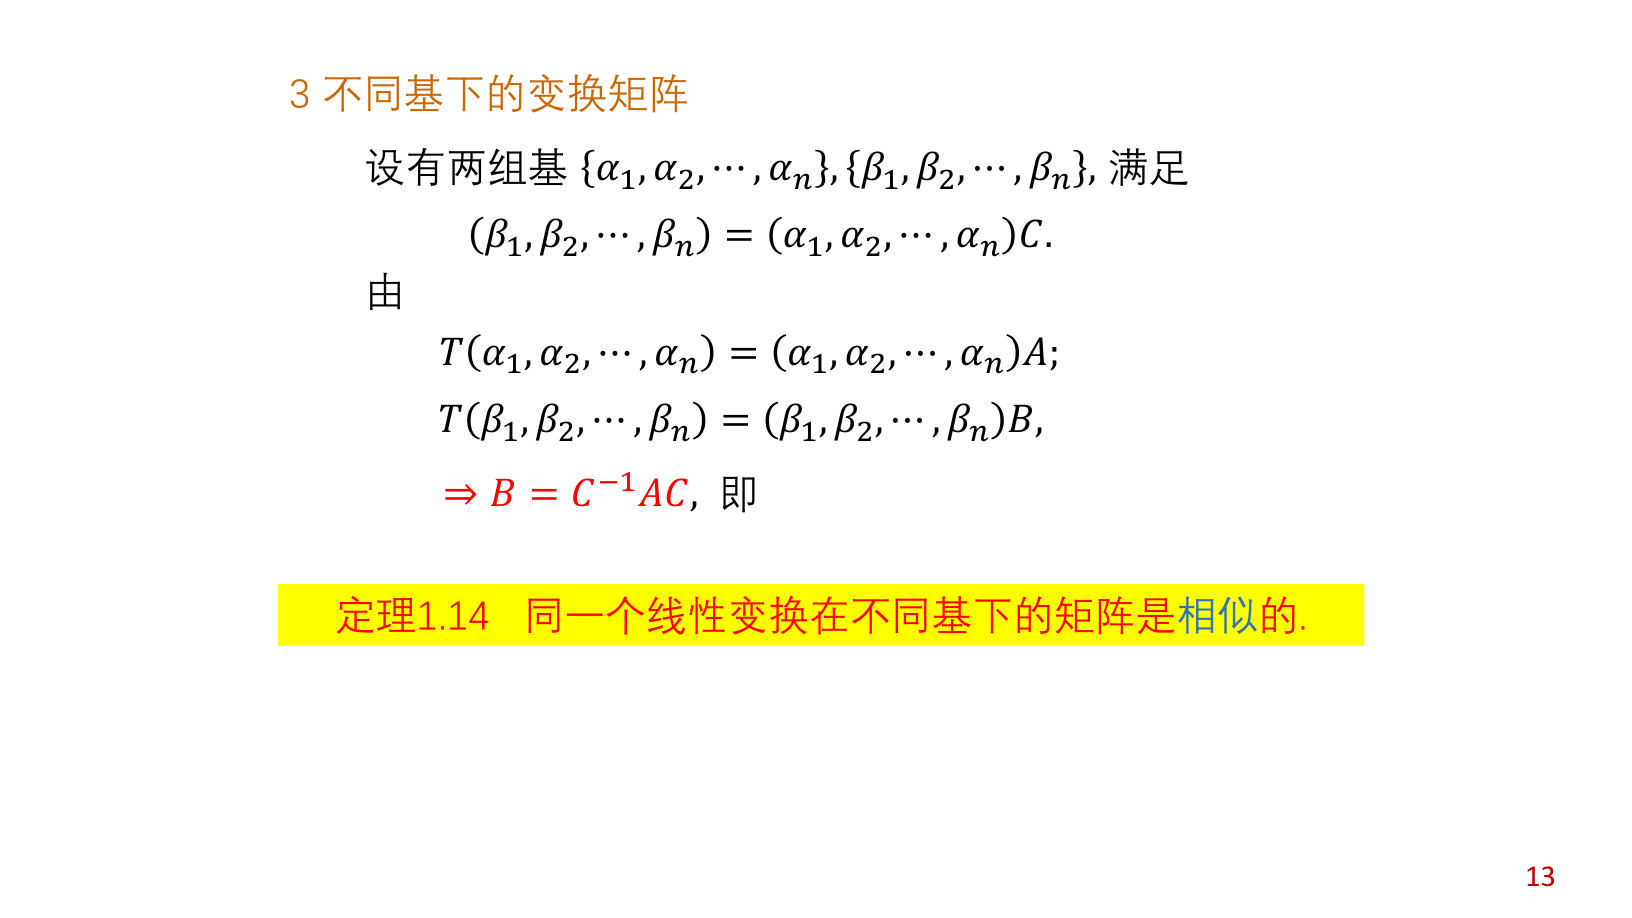 3 不同基下的变换矩阵
设有两组基 {α₁, α₂, ⋯, αₙ}, {β₁, β₂, ⋯, βₙ}, 满足
(β₁, β₂, ⋯, βₙ) = (α₁, α₂, ⋯, αₙ)C.
由
T(α₁, α₂, ⋯, αₙ) = (α₁, α₂, ⋯, αₙ)A;
T(β₁, β₂, ⋯, βₙ) = (β₁, β₂, ⋯, βₙ)B,
⇒ B = C⁻¹AC, 即
定理1.14 同一个线性变换在不同基下的矩阵是相似的.
13